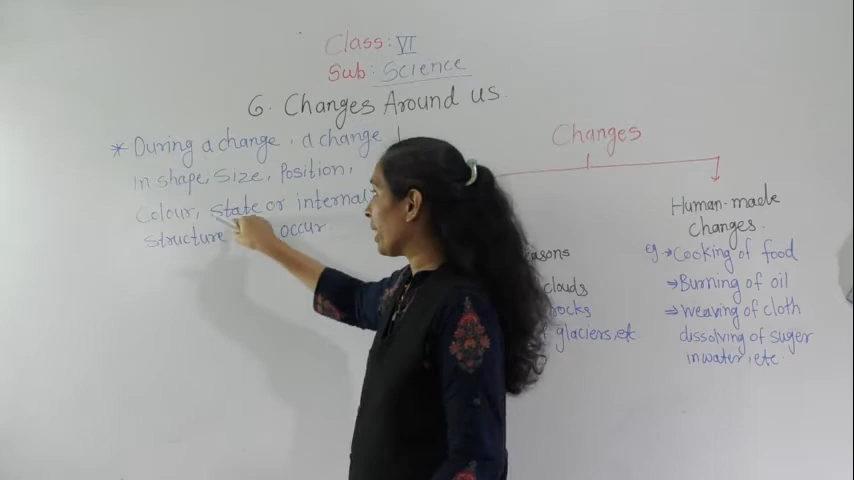 Class: VI
Sub: Science
6. Changes Around us.
* During a change, a change
in shape, Size, Position,
Colour, state or internal
structure occur
Changes
Human-made
changes.
eg → Cooking of food
→ Burning of oil
→ weaving of cloth
dissolving of suger
in water, etc.
clouds
rocks
glaciers, etc